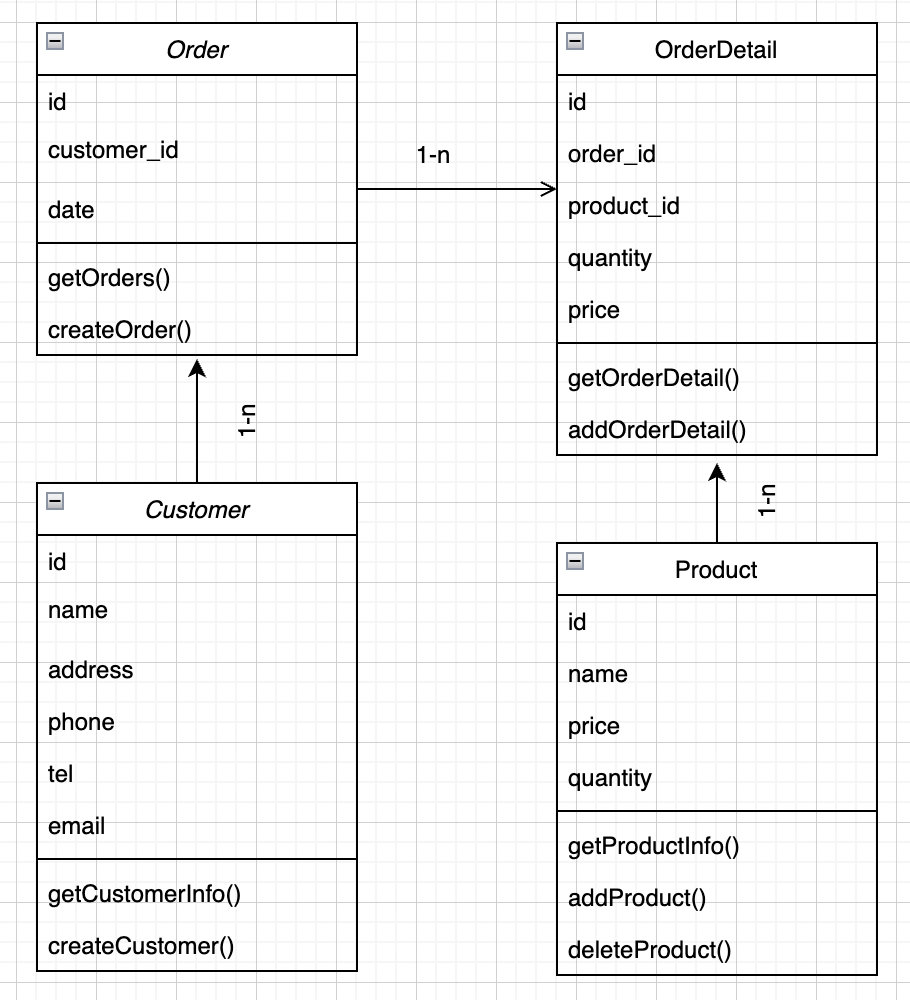 Order
id
customer_id
date
getOrders()
createOrder()
1-n
OrderDetail
id
order_id
product_id
quantity
price
getOrderDetail()
addOrderDetail()
1-n
Customer
id
name
address
phone
tel
email
getCustomerInfo()
createCustomer()
1-n
Product
id
name
price
quantity
getProductInfo()
addProduct()
deleteProduct()